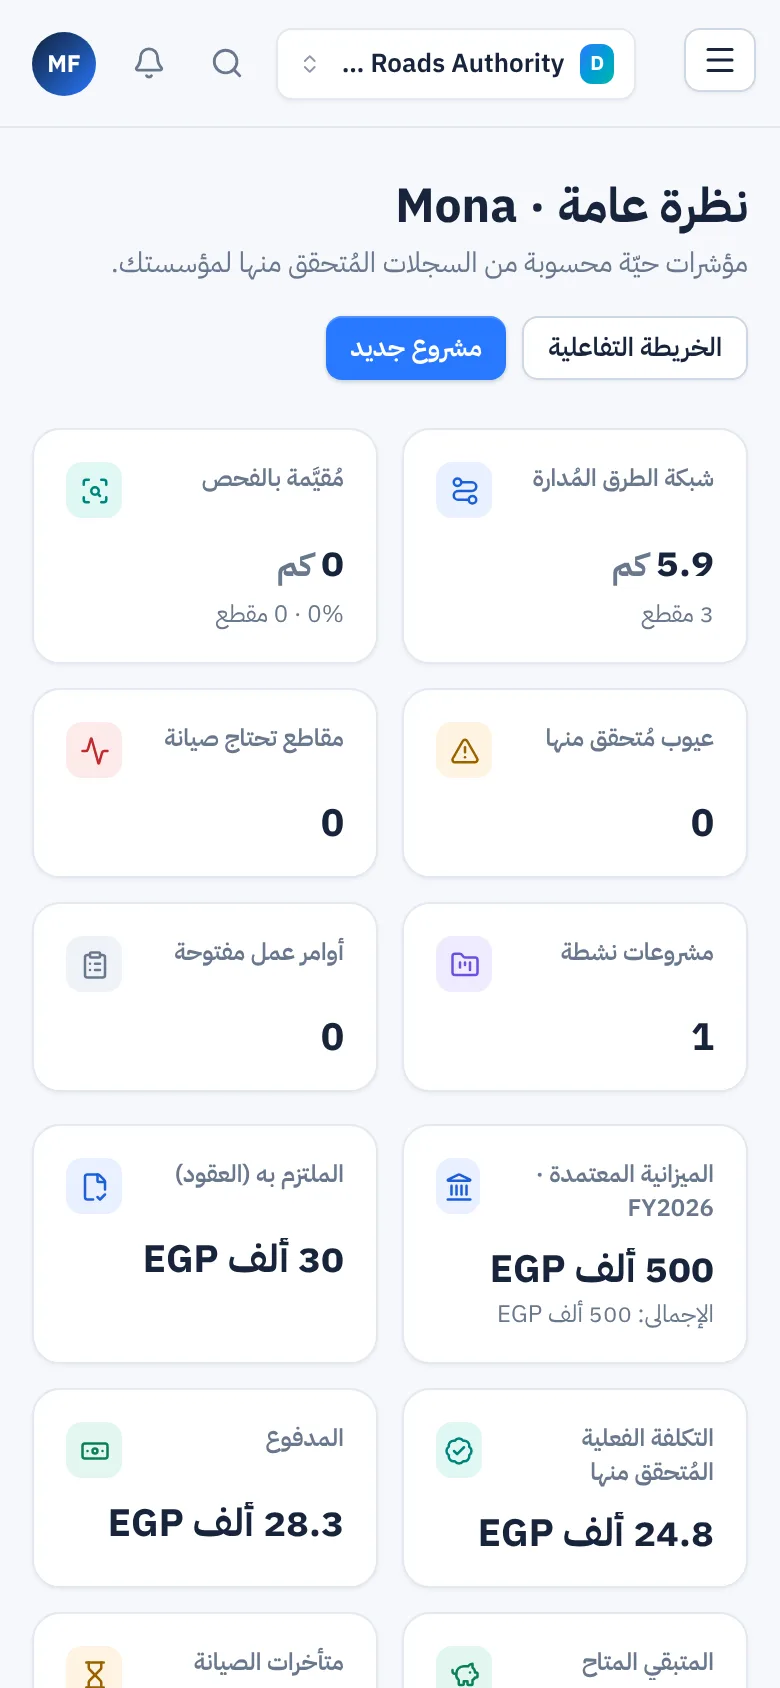 D
Roads Authority ...
MF
نظرة عامة · Mona
مؤشرات حيّة محسوبة من السجلات المُتحقق منها لمؤسستك.
الخريطة التفاعلية
مشروع جديد
شبكة الطرق المُدارة
5.9 كم
3 مقطع
مُقيَّمة بالفحص
0 كم
0% · 0 مقطع
عيوب مُتحقق منها
0
مقاطع تحتاج صيانة
0
مشروعات نشطة
1
أوامر عمل مفتوحة
0
الميزانية المعتمدة ·
FY2026
500 ألف EGP
الإجمالي: 500 ألف EGP
الملتزم به (العقود)
30 ألف EGP
التكلفة الفعلية
المُتحقق منها
24.8 ألف EGP
المدفوع
28.3 ألف EGP
المتبقي المتاح
متأخرات الصيانة